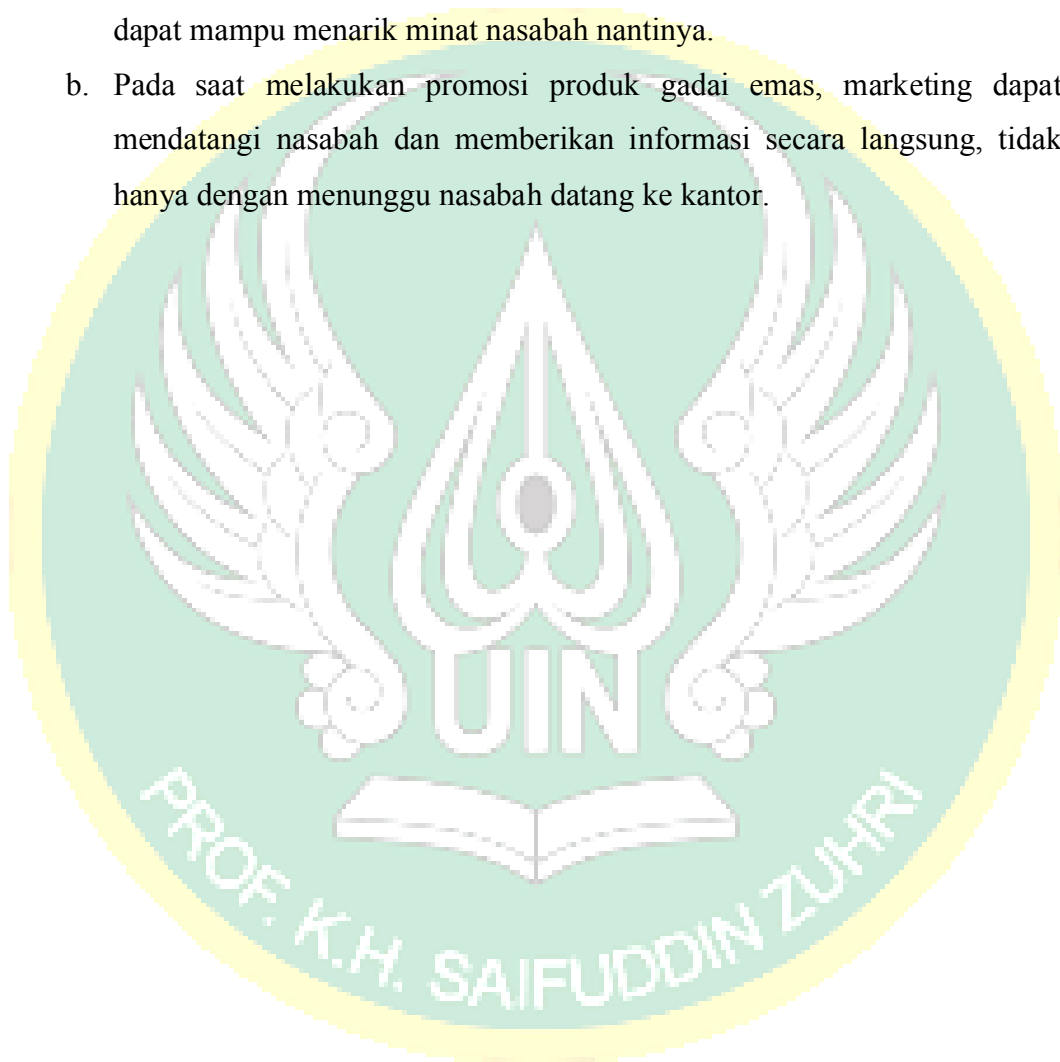 dapat mampu menarik minat nasabah nantinya.
b. Pada saat melakukan promosi produk gadai emas, marketing dapat
mendatangi nasabah dan memberikan informasi secara langsung, tidak
hanya dengan menunggu nasabah datang ke kantor.
UIN
PROF. K.H. SAIFUDDIN ZUHRI